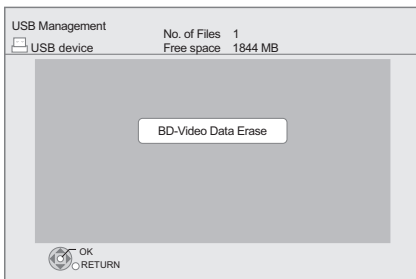 USB Management
No. of Files 1
USB device
Free space 1844 MB
BD-Video Data Erase
OK
RETURN